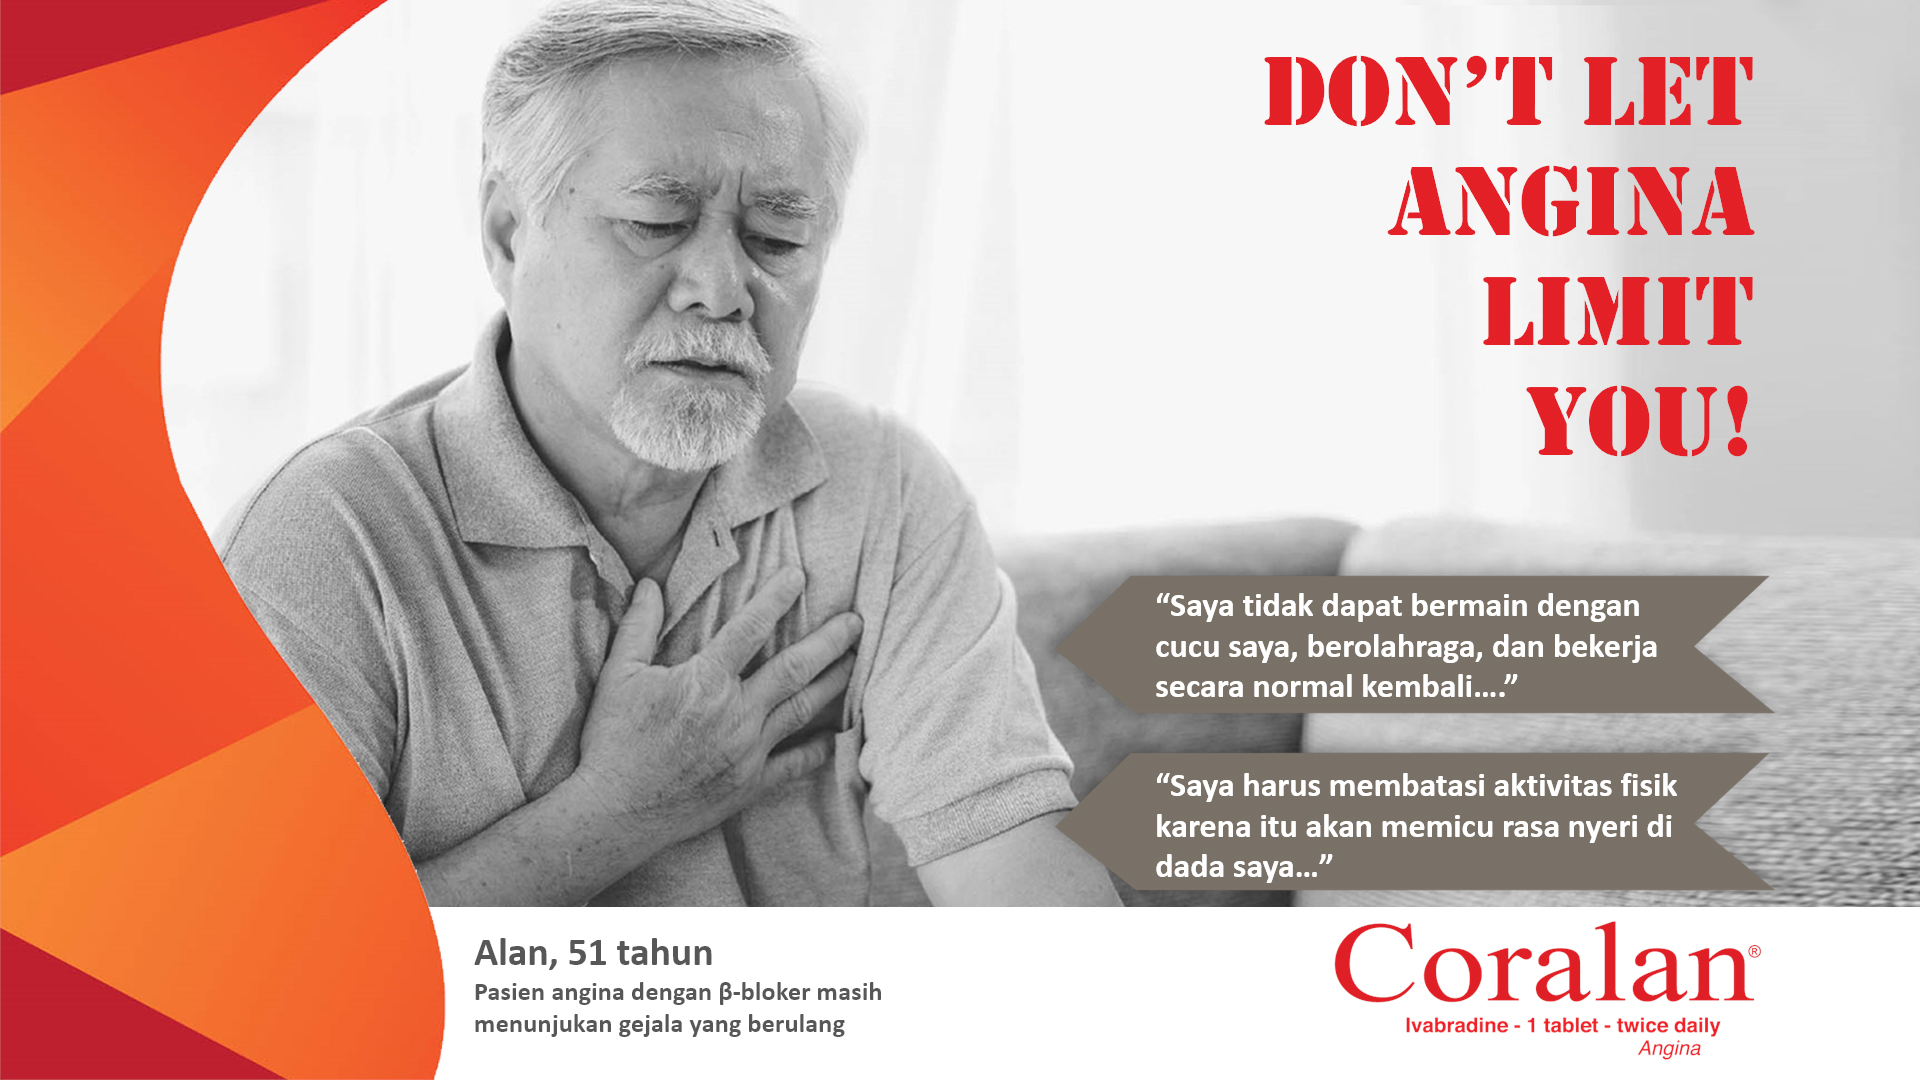 DON’T LET
ANGINA
LIMIT
YOU!
“Saya tidak dapat bermain dengan
cucu saya, berolahraga, dan bekerja
secara normal kembali....”
“Saya harus membatasi aktivitas fisik
karena itu akan memicu rasa nyeri di
dada saya...”
Alan, 51 tahun
Pasien angina dengan β-bloker masih
menunjukan gejala yang berulang
Coralan®
Ivabradine - 1 tablet - twice daily
Angina